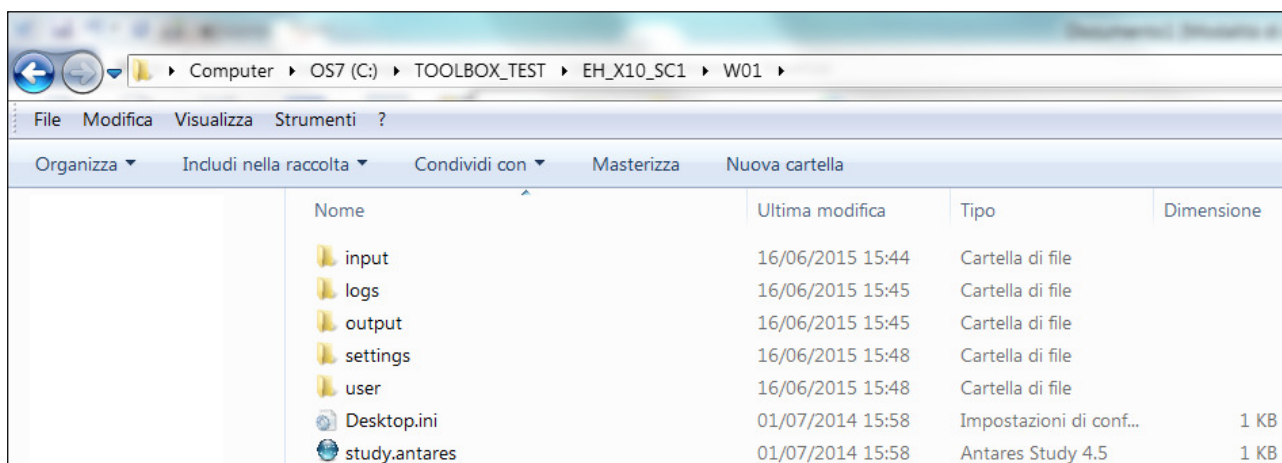 Computer OS7 (C:) TOOLBOX_TEST EH_X10_SC1 W01
File Modifica Visualizza Strumenti ?
Organizza Includi nella raccolta Condividi con Masterizza Nuova cartella
Nome Ultima modifica Tipo Dimensione
input 16/06/2015 15:44 Cartella di file
logs 16/06/2015 15:45 Cartella di file
output 16/06/2015 15:45 Cartella di file
settings 16/06/2015 15:48 Cartella di file
user 16/06/2015 15:48 Cartella di file
Desktop.ini 01/07/2014 15:58 Impostazioni di conf... 1 KB
study.antares 01/07/2014 15:58 Antares Study 4.5 1 KB